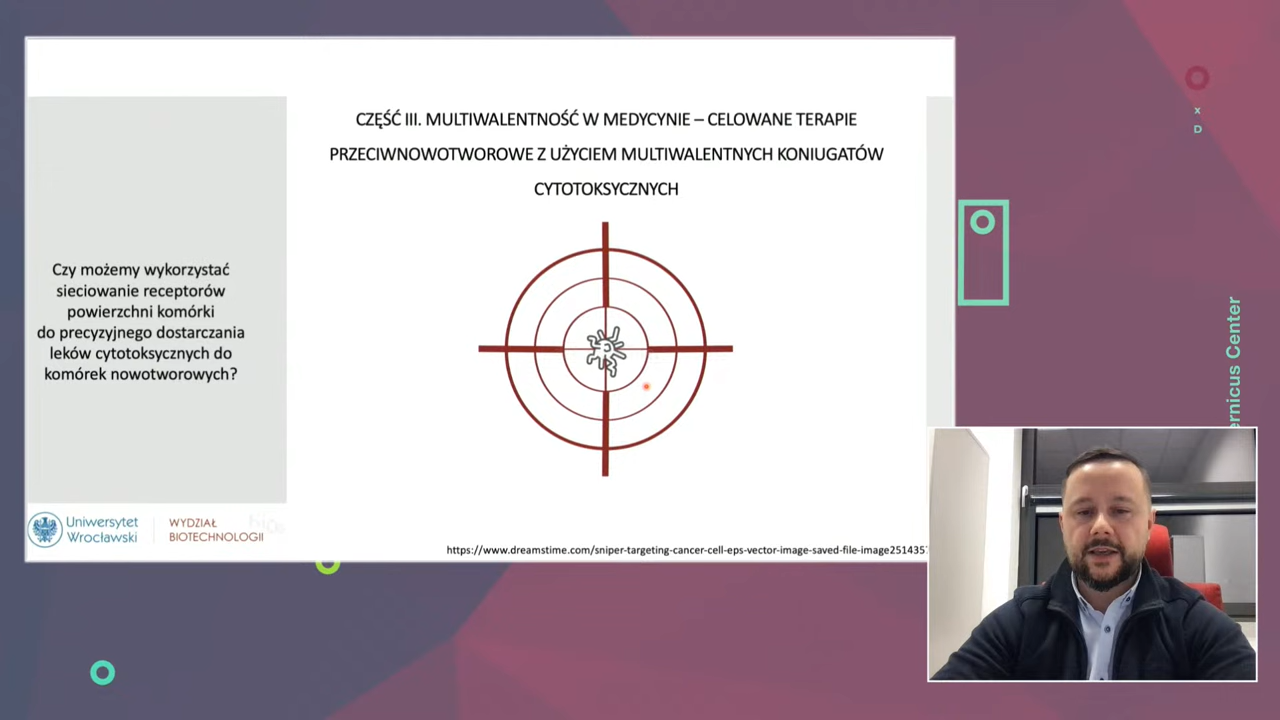 CZĘŚĆ III. MULTIWALENTNOŚĆ W MEDYCYNIE – CELOWANE TERAPIE
PRZECIWNOWOTWOROWE Z UŻYCIEM MULTIWALENTNYCH KONIUGATÓW
CYTOTOKSYCZNYCH
Czy możemy wykorzystać
sieciowanie receptorów
powierzchni komórki
do precyzyjnego dostarczania
leków cytotoksycznych do
komórek nowotworowych?
Uniwersytet
Wrocławski
WYDZIAŁ
BIOTECHNOLOGII
https://www.dreamstime.com/sniper-targeting-cancer-cell-eps-vector-image-saved-file-image251435
x
D
ernicus Center